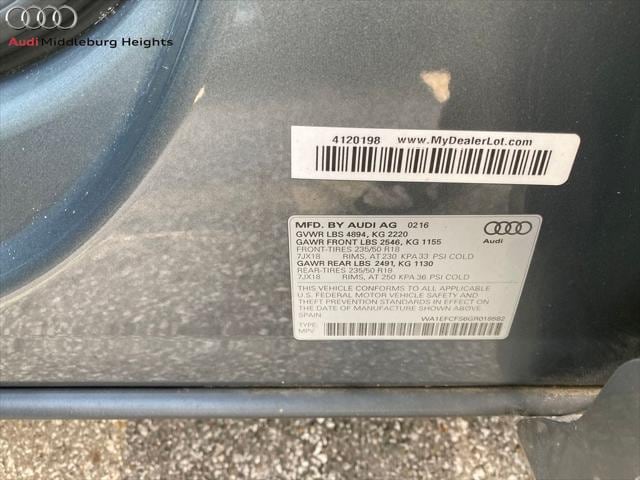 Audi Middleburg Heights
4120198 www.MyDealerLot.com
MFD. BY AUDI AG 0216
GVWR LBS 4894, KG 2220
GAWR FRONT LBS 2546, KG 1155
FRONT-TIRES 235/50 R18
7JX18 RIMS, AT 230 KPA 33 PSI COLD
GAWR REAR LBS 2491, KG 1130
REAR-TIRES 235/50 R18
7JX18 RIMS, AT 250 KPA 36 PSI COLD
Audi
THIS VEHICLE CONFORMS TO ALL APPLICABLE
U.S. FEDERAL MOTOR VEHICLE SAFETY AND THEFT
PREVENTION STANDARDS IN EFFECT ON
THE DATE OF MANUFACTURE SHOWN ABOVE.
SPAIN
WA1EFCFS6GR018682
TYPE:
MPV